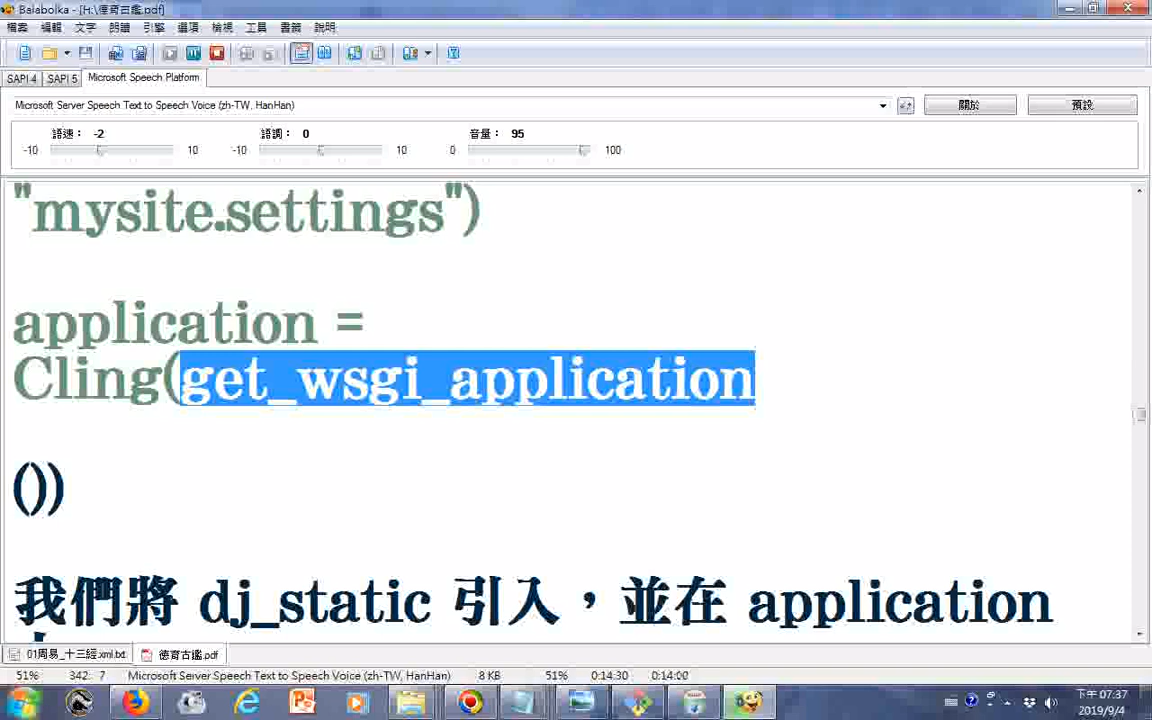 Balabolka - [H:\德育古鑑.pdf]
檔案 編輯 文字 朗讀 引擎 選項 檢視 工具 書籤 說明
SAPI 4 SAPI 5 Microsoft Speech Platform
Microsoft Server Speech Text to Speech Voice (zh-TW, HanHan) 關於 預設
語速: -2 語調: 0 音量: 95
-10 10 -10 10 0 100
"mysite.settings")
application =
Cling(get_wsgi_application
())
我們將 dj_static 引入，並在 application
01周易_十三經.xml.txt 德育古鑑.pdf
51% 342: 7 Microsoft Server Speech Text to Speech Voice (zh-TW, HanHan) 8 KB 51% 0:14:30 0:14:00
下午 07:37
2019/9/4